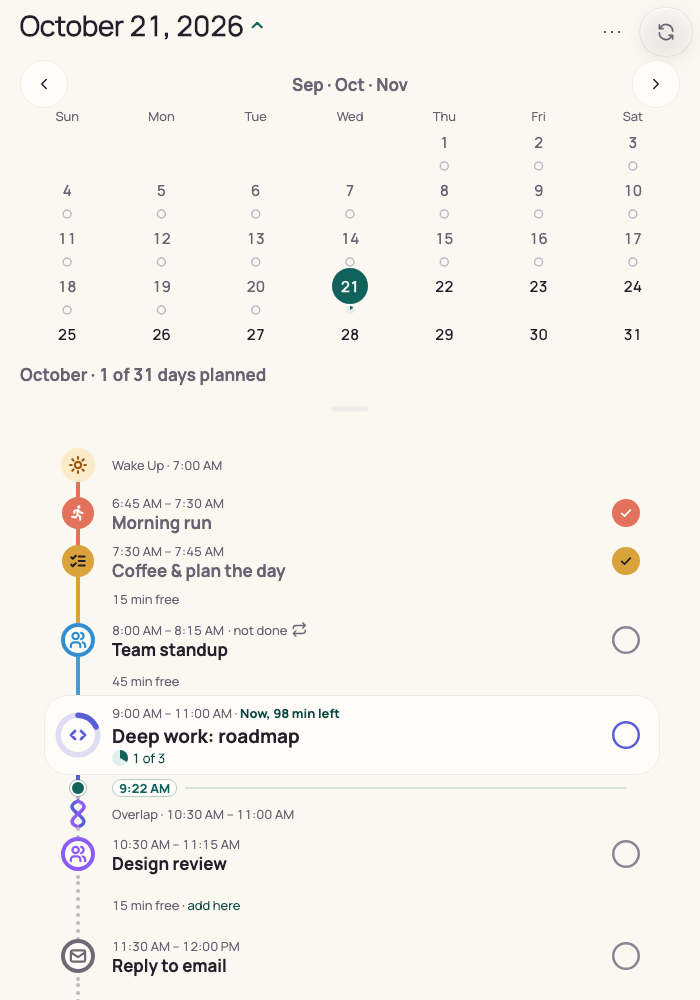 October 21, 2026
...
Sep · Oct · Nov
Sun Mon Tue Wed Thu Fri Sat
1 2 3
4 5 6 7 8 9 10
11 12 13 14 15 16 17
18 19 20 21 22 23 24
25 26 27 28 29 30 31
October · 1 of 31 days planned
Wake Up · 7:00 AM
6:45 AM – 7:30 AM
Morning run
7:30 AM – 7:45 AM
Coffee & plan the day
15 min free
8:00 AM – 8:15 AM · not done
Team standup
45 min free
9:00 AM – 11:00 AM · Now, 98 min left
Deep work: roadmap
1 of 3
9:22 AM
Overlap · 10:30 AM – 11:00 AM
10:30 AM – 11:15 AM
Design review
15 min free · add here
11:30 AM – 12:00 PM
Reply to email